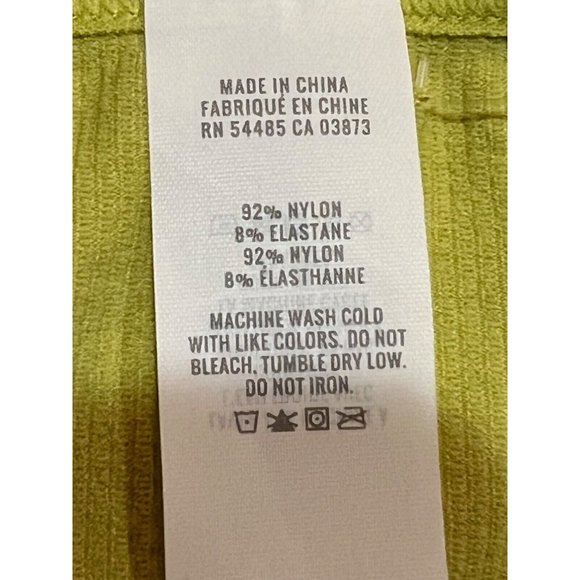 MADE IN CHINA
FABRIQUÉ EN CHINE
RN 54485 CA 03873
92% NYLON
8% ELASTANE
92% NYLON
8% ÉLASTHANNE
MACHINE WASH COLD
WITH LIKE COLORS. DO NOT
BLEACH, TUMBLE DRY LOW.
DO NOT IRON.